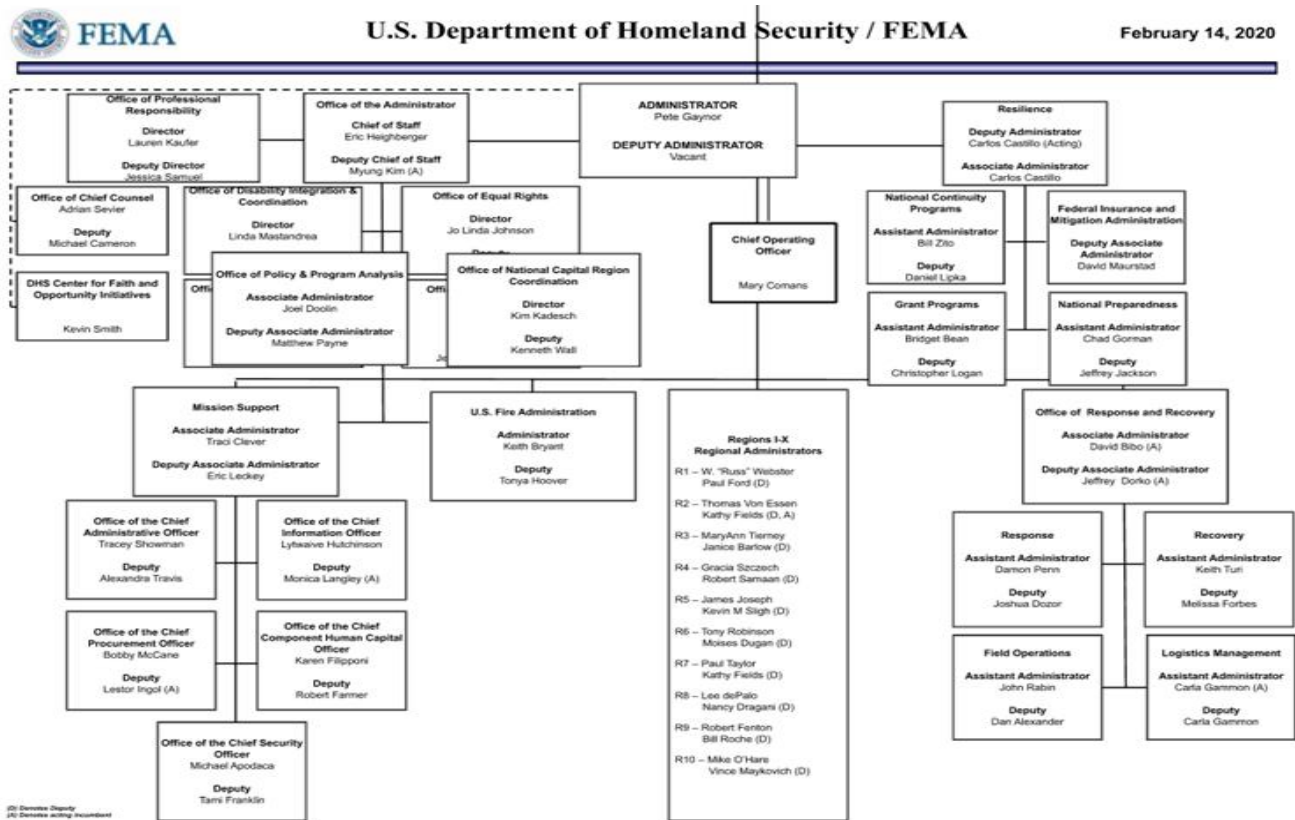 FEMA
U.S. Department of Homeland Security / FEMA
February 14, 2020
Office of Professional
Responsibility
Director
Lauren Kaufer
Deputy Director
Jessica Samuel
Office of the Administrator
Chief of Staff
Eric Heighberger
Deputy Chief of Staff
Myung Kim (A)
ADMINISTRATOR
Pete Gaynor
DEPUTY ADMINISTRATOR
Vacant
Resilience
Deputy Administrator
Carlos Castillo (Acting)
Associate Administrator
Carlos Castillo
Office of Chief Counsel
Adrian Sevier
Deputy
Michael Cameron
Office of Disability Integration &
Coordination
Director
Linda Mastandrea
Office of Equal Rights
Director
Jo Linda Johnson
Chief Operating
Officer
Mary Comans
National Continuity
Programs
Assistant Administrator
Bill Zito
Deputy
Daniel Lipka
Federal Insurance and
Mitigation Administration
Deputy Associate
Administrator
David Maurstad
DHS Center for Faith and
Opportunity Initiatives
Kevin Smith
Offic
Office of Policy & Program Analysis
Associate Administrator
Joel Doolin
Deputy Associate Administrator
Matthew Payne
Offi
Je
Office of National Capital Region
Coordination
Director
Kim Kadesch
Deputy
Kenneth Wall
Grant Programs
Assistant Administrator
Bridget Bean
Deputy
Christopher Logan
National Preparedness
Assistant Administrator
Chad Gorman
Deputy
Jeffrey Jackson
Mission Support
Associate Administrator
Traci Clever
Deputy Associate Administrator
Eric Leckey
U.S. Fire Administration
Administrator
Keith Bryant
Deputy
Tonya Hoover
Regions I-X
Regional Administrators
R1 – W. "Russ" Webster
Paul Ford (D)
R2 – Thomas Von Essen
Kathy Fields (D, A)
R3 – MaryAnn Tierney
Janice Barlow (D)
R4 – Gracia Szczech
Robert Samaan (D)
R5 – James Joseph
Kevin M Sligh (D)
R6 – Tony Robinson
Moises Dugan (D)
R7 – Paul Taylor
Kathy Fields (D)
R8 – Lee dePalo
Nancy Dragani (D)
R9 – Robert Fenton
Bill Roche (D)
R10 – Mike O'Hare
Vince Maykovich (D)
Office of Response and Recovery
Associate Administrator
David Bibo (A)
Deputy Associate Administrator
Jeffrey Dorko (A)
Office of the Chief
Administrative Officer
Tracey Showman
Deputy
Alexandra Travis
Office of the Chief
Information Officer
Lytwaive Hutchinson
Deputy
Monica Langley (A)
Response
Assistant Administrator
Damon Penn
Deputy
Joshua Dozor
Recovery
Assistant Administrator
Keith Turi
Deputy
Melissa Forbes
Office of the Chief
Procurement Officer
Bobby McCane
Deputy
Lestor Ingol (A)
Office of the Chief
Component Human Capital
Officer
Karen Filipponi
Deputy
Robert Farmer
Field Operations
Assistant Administrator
John Rabin
Deputy
Dan Alexander
Logistics Management
Assistant Administrator
Carla Gammon (A)
Deputy
Carla Gammon
Office of the Chief Security
Officer
Michael Apodaca
Deputy
Tami Franklin
(D) Denotes Deputy
(A) Denotes acting incumbent